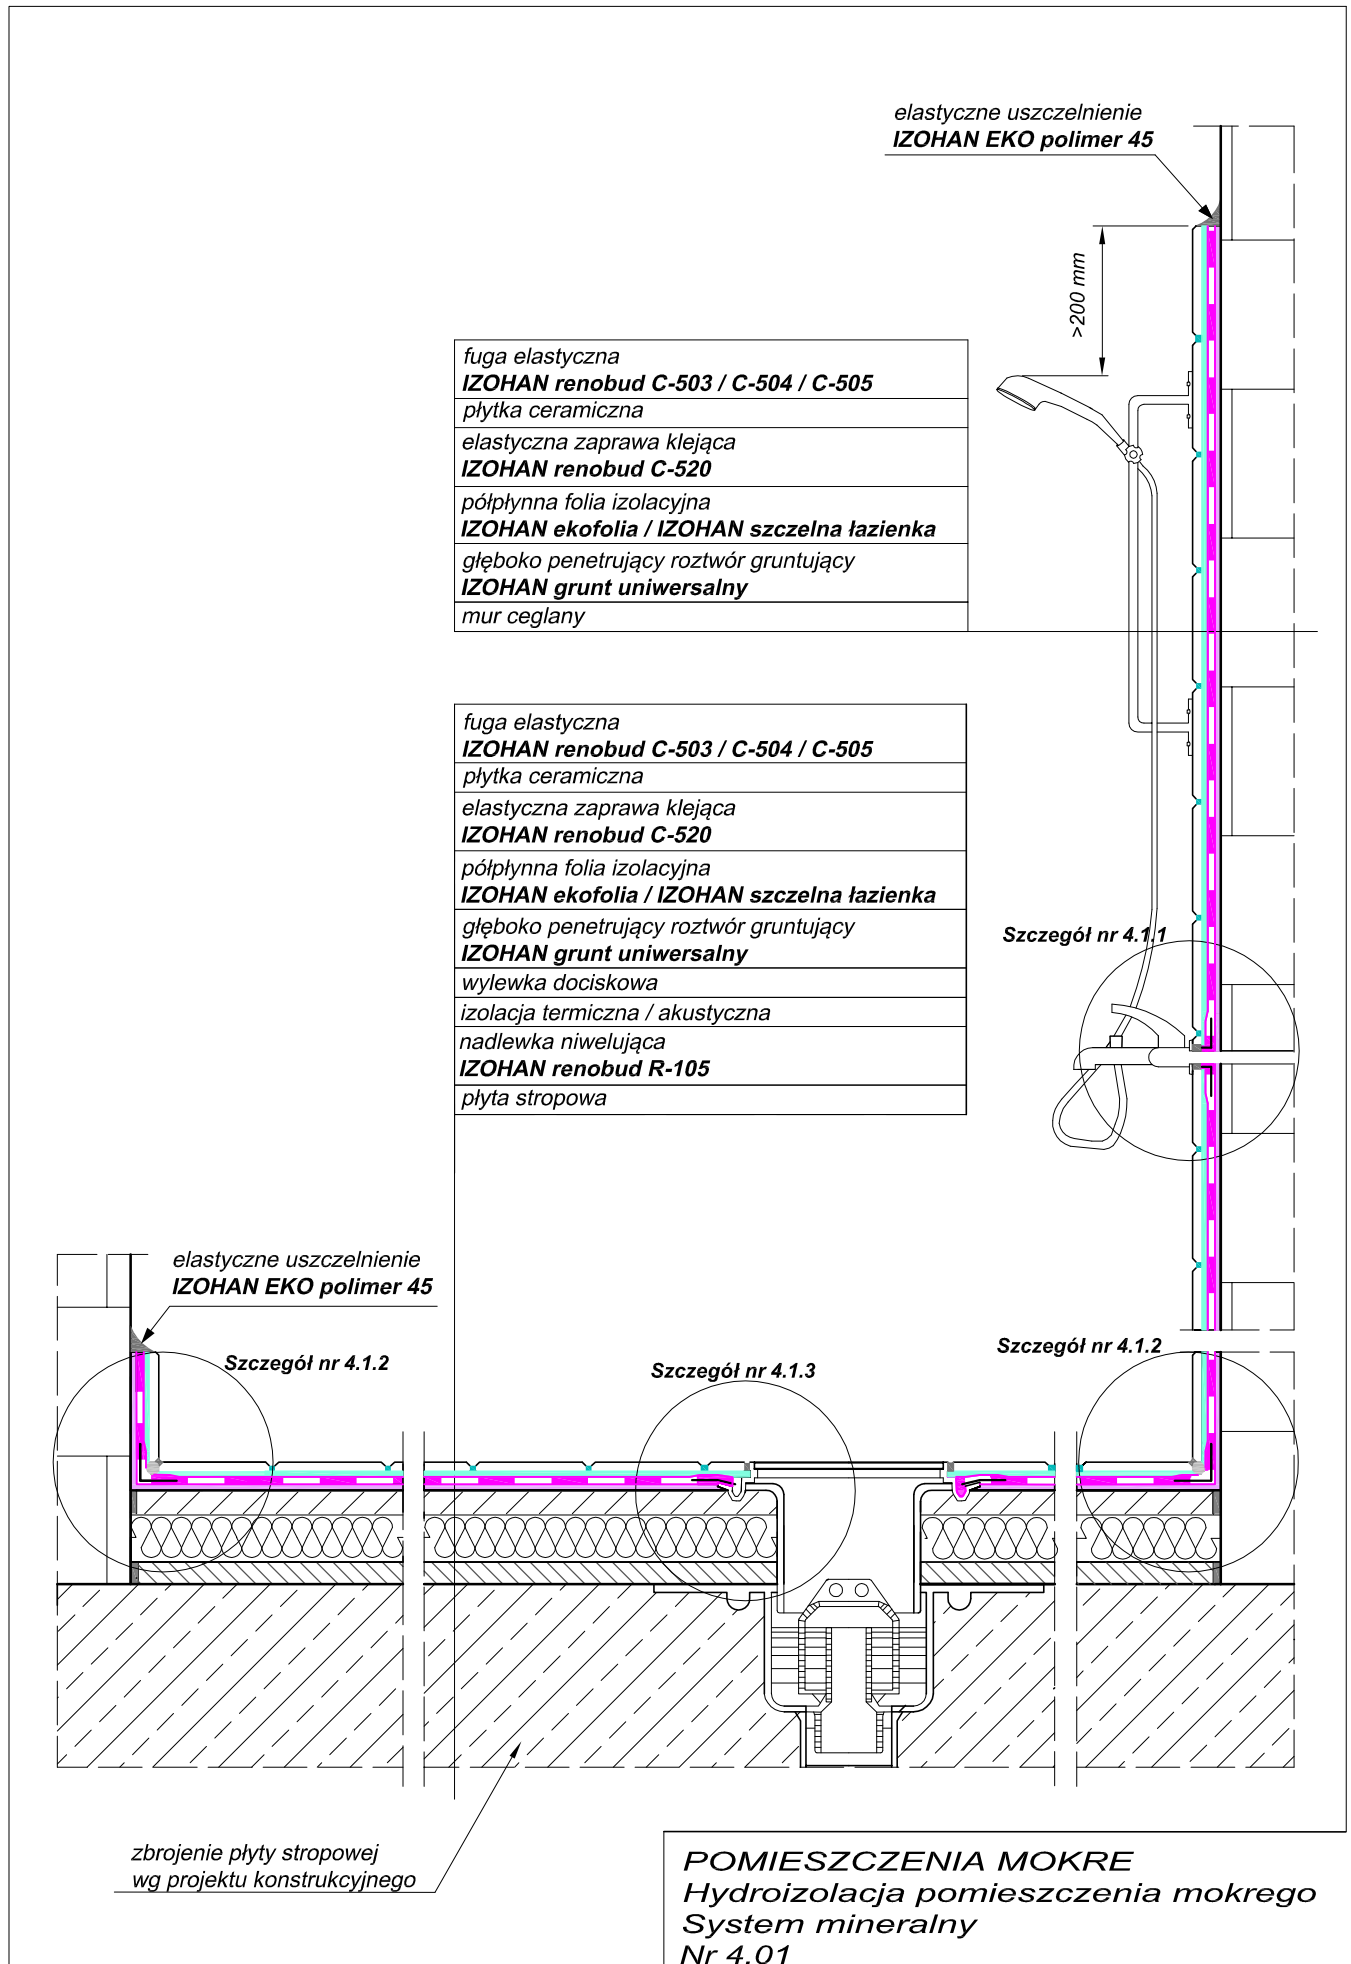 elastyczne uszczelnienie
IZOHAN EKO polimer 45
>200 mm
fuga elastyczna
IZOHAN renobud C-503 / C-504 / C-505
płytka ceramiczna
elastyczna zaprawa klejąca
IZOHAN renobud C-520
półpłynna folia izolacyjna
IZOHAN ekofolia / IZOHAN szczelna łazienka
głęboko penetrujący roztwór gruntujący
IZOHAN grunt uniwersalny
mur ceglany
fuga elastyczna
IZOHAN renobud C-503 / C-504 / C-505
płytka ceramiczna
elastyczna zaprawa klejąca
IZOHAN renobud C-520
półpłynna folia izolacyjna
IZOHAN ekofolia / IZOHAN szczelna łazienka
głęboko penetrujący roztwór gruntujący
IZOHAN grunt uniwersalny
wylewka dociskowa
izolacja termiczna / akustyczna
nadlewka niwelująca
IZOHAN renobud R-105
płyta stropowa
Szczegół nr 4.1.1
elastyczne uszczelnienie
IZOHAN EKO polimer 45
Szczegół nr 4.1.2
Szczegół nr 4.1.3
Szczegół nr 4.1.2
zbrojenie płyty stropowej
wg projektu konstrukcyjnego
POMIESZCZENIA MOKRE
Hydroizolacja pomieszczenia mokrego
System mineralny
Nr 4.01